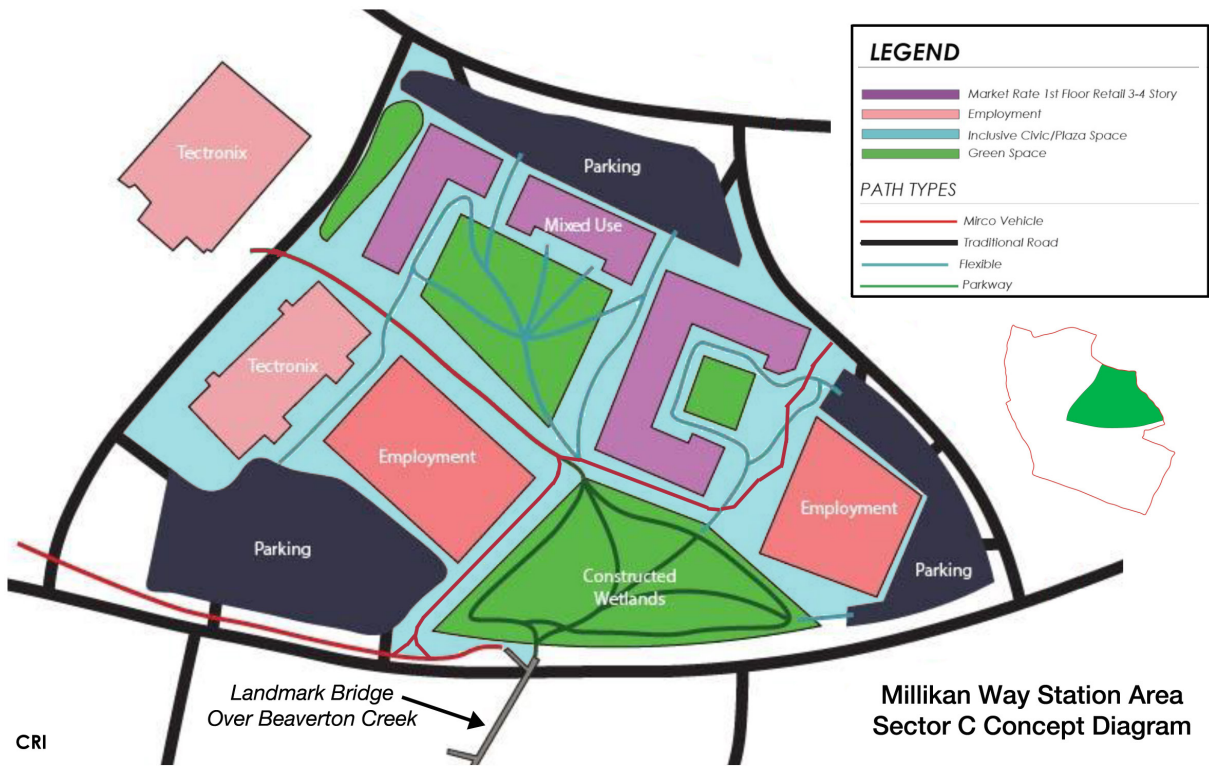 LEGEND
Market Rate 1st Floor Retail 3-4 Story
Employment
Inclusive Civic/Plaza Space
Green Space
PATH TYPES
Mirco Vehicle
Traditional Road
Flexible
Parkway
Tectronix
Parking
Mixed Use
Tectronix
Employment
Employment
Parking
Parking
Constructed
Wetlands
Landmark Bridge
Over Beaverton Creek
Millikan Way Station Area
Sector C Concept Diagram
CRI